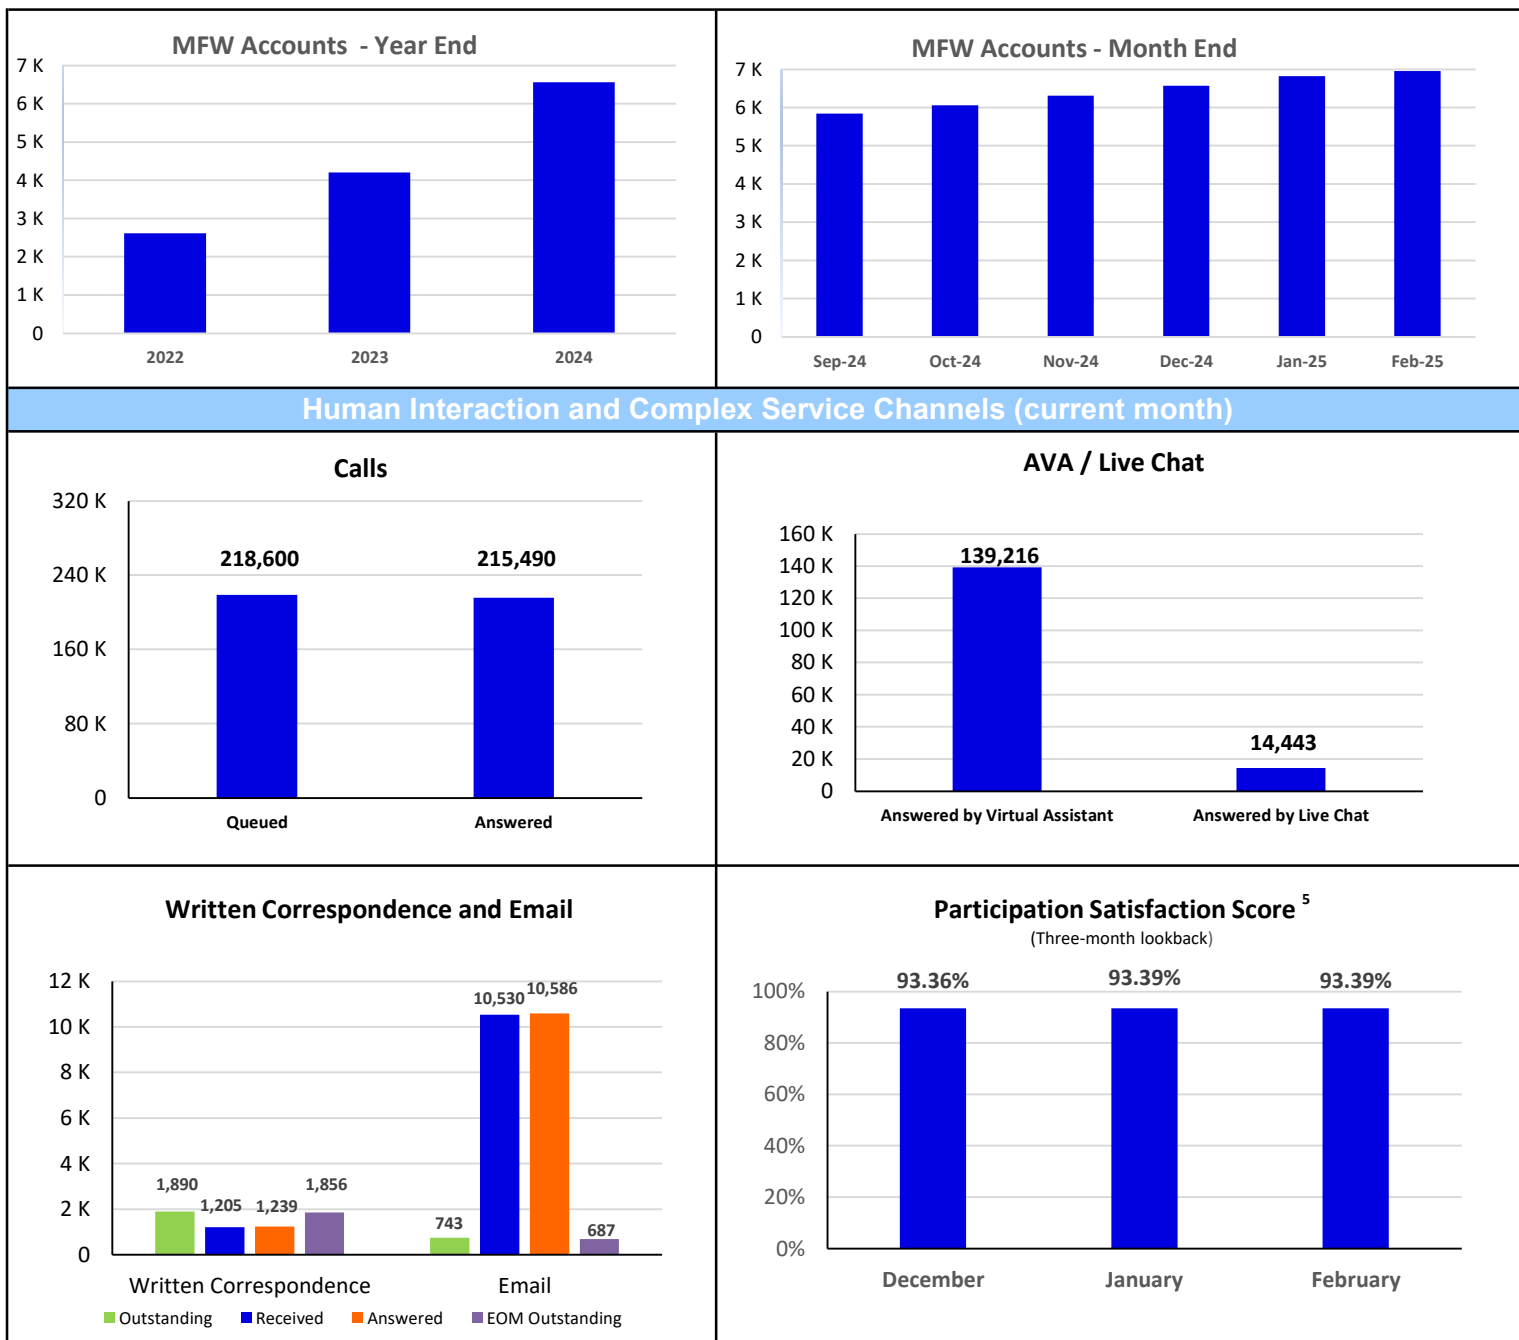 MFW Accounts - Year End
7 K
6 K
5 K
4 K
3 K
2 K
1 K
0
2022 2023 2024
MFW Accounts - Month End
7 K
6 K
5 K
4 K
3 K
2 K
1 K
0
Sep-24 Oct-24 Nov-24 Dec-24 Jan-25 Feb-25
Human Interaction and Complex Service Channels (current month)
Calls
320 K
240 K
160 K
80 K
0
218,600 215,490
Queued Answered
AVA / Live Chat
160 K
140 K
120 K
100 K
80 K
60 K
40 K
20 K
0
139,216
14,443
Answered by Virtual Assistant Answered by Live Chat
Written Correspondence and Email
12 K
10 K
8 K
6 K
4 K
2 K
0
1,890 1,205 1,239 1,856
743 10,530 10,586 687
Written Correspondence Email
Outstanding Received Answered EOM Outstanding
Participation Satisfaction Score 5
(Three-month lookback)
93.36% 93.39% 93.39%
100%
80%
60%
40%
20%
0%
December January February